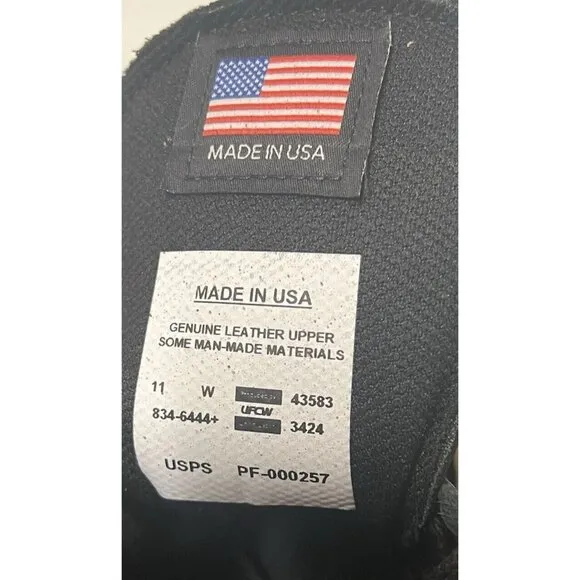 MADE IN USA
MADE IN USA
GENUINE LEATHER UPPER
SOME MAN-MADE MATERIALS
11 W 43583
UFCW
834-6444+ 3424
USPS PF-000257